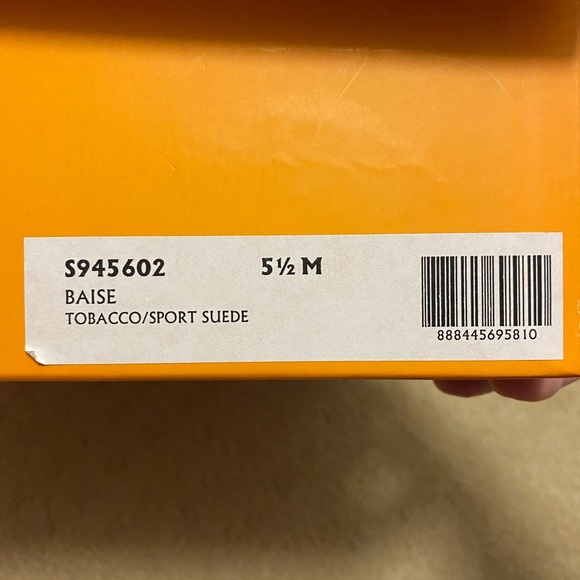 S945602 5½ M
BAISE
TOBACCO/SPORT SUEDE
888445695810